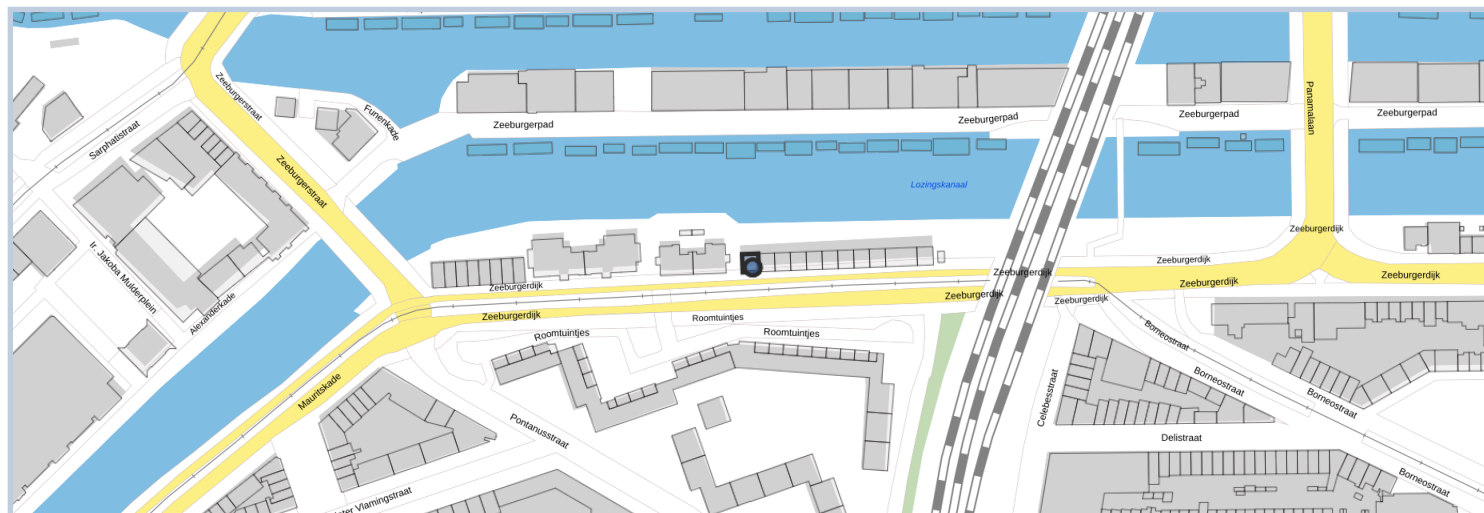 Zeeburgerstraat
Funenkade
Zeeburgerpad
Zeeburgerpad
Zeeburgerpad
Panamalaan
Zeeburgerpad
Sarphatistraat
Zeeburgerstraat
Lozingskanaal
Ir. Jakoba Mulderplein
Zeeburgerdijk
Zeeburgerdijk
Zeeburgerdijk
Zeeburgerdijk
Zeeburgerdijk
Zeeburgerdijk
Zeeburgerdijk
Zeeburgerdijk
Zeeburgerdijk
Alexanderkade
Roomtuintjes
Roomtuintjes
Roomtuintjes
Borneostraat
Mauritskade
Borneostraat
Celebesstraat
Borneostraat
Pontanusstraat
Delistraat
Borneostraat
Vlamingstraat